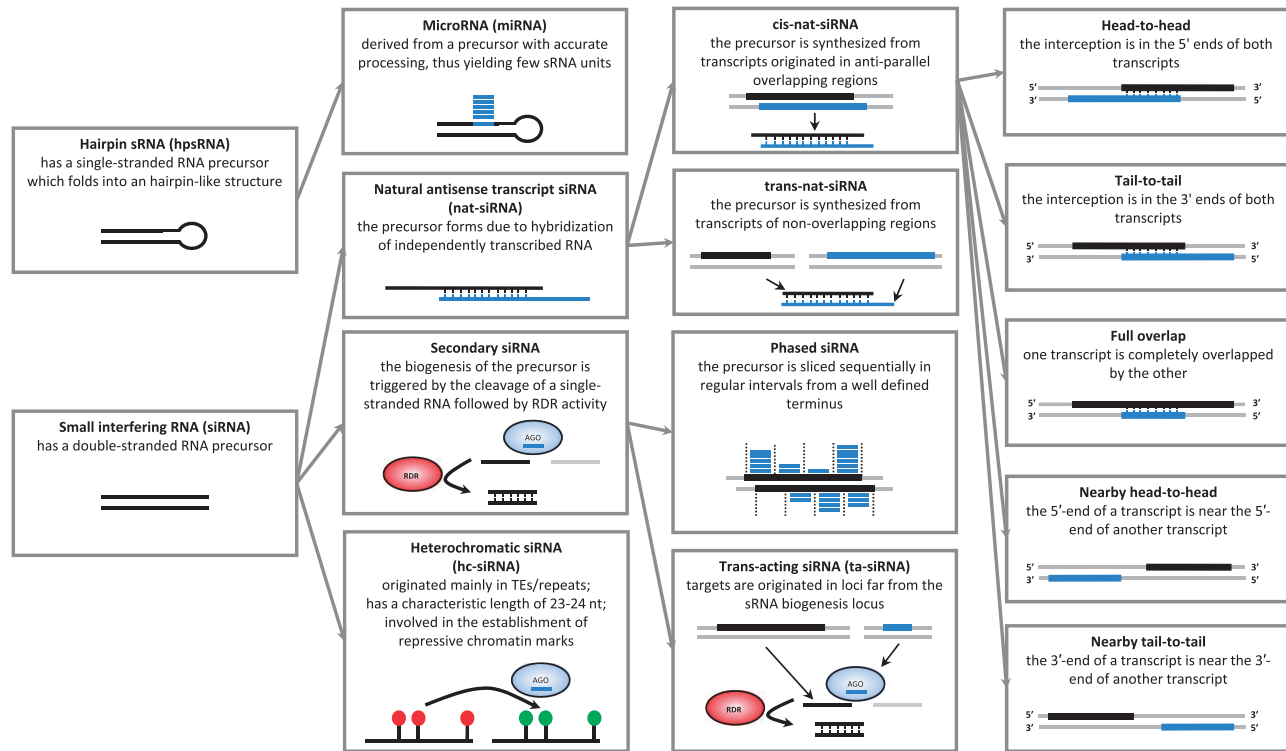 Hairpin sRNA (hpsRNA)
has a single-stranded RNA precursor
which folds into an hairpin-like structure
Small interfering RNA (siRNA)
has a double-stranded RNA precursor
MicroRNA (miRNA)
derived from a precursor with accurate
processing, thus yielding few sRNA units
Natural antisense transcript siRNA
(nat-siRNA)
the precursor forms due to hybridization
of independently transcribed RNA
Secondary siRNA
the biogenesis of the precursor is
triggered by the cleavage of a single-
stranded RNA followed by RDR activity
AGO
RDR
Heterochromatic siRNA
(hc-siRNA)
originated mainly in TEs/repeats;
has a characteristic length of 23-24 nt;
involved in the establishment of
repressive chromatin marks
AGO
cis-nat-siRNA
the precursor is synthesized from
transcripts originated in anti-parallel
overlapping regions
trans-nat-siRNA
the precursor is synthesized from
transcripts of non-overlapping regions
Phased siRNA
the precursor is sliced sequentially in
regular intervals from a well defined
terminus
Trans-acting siRNA (ta-siRNA)
targets are originated in loci far from the
sRNA biogenesis locus
AGO
RDR
Head-to-head
the interception is in the 5' ends of both
transcripts
5′ 3′
3′ 5′
Tail-to-tail
the interception is in the 3' ends of both
transcripts
5′ 3′
3′ 5′
Full overlap
one transcript is completely overlapped
by the other
5′ 3′
3′ 5′
Nearby head-to-head
the 5′-end of a transcript is near the 5′-
end of another transcript
5′ 3′
3′ 5′
Nearby tail-to-tail
the 3′-end of a transcript is near the 3′-
end of another transcript
5′ 3′
3′ 5′